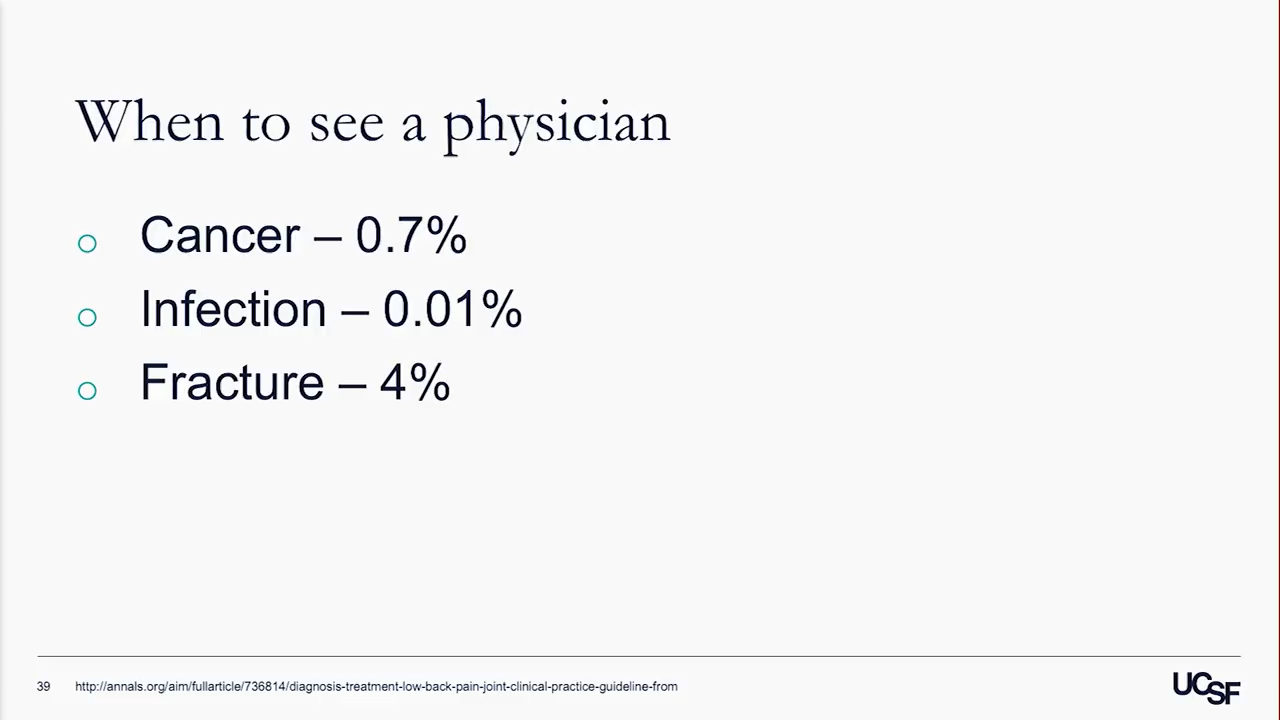 When to see a physician
Cancer – 0.7%
Infection – 0.01%
Fracture – 4%
39 http://annals.org/aim/fullarticle/736814/diagnosis-treatment-low-back-pain-joint-clinical-practice-guideline-from
UCSF